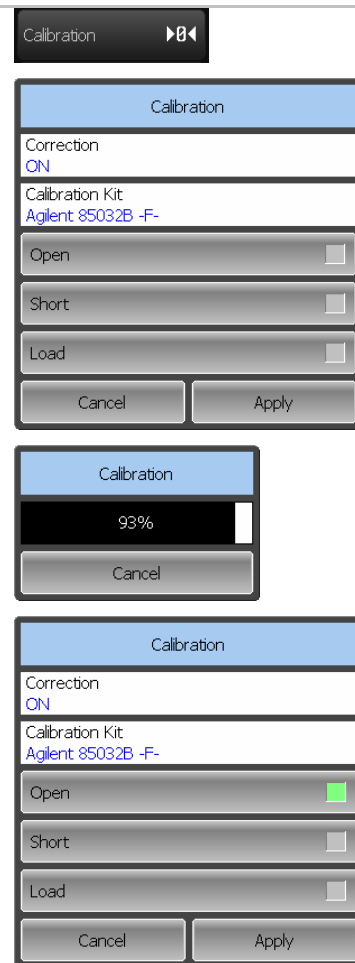 Calibration ▶0◀
Calibration
Correction
ON
Calibration Kit
Agilent 85032B -F-
Open
Short
Load
Cancel Apply
Calibration
93%
Cancel
Calibration
Correction
ON
Calibration Kit
Agilent 85032B -F-
Open
Short
Load
Cancel Apply